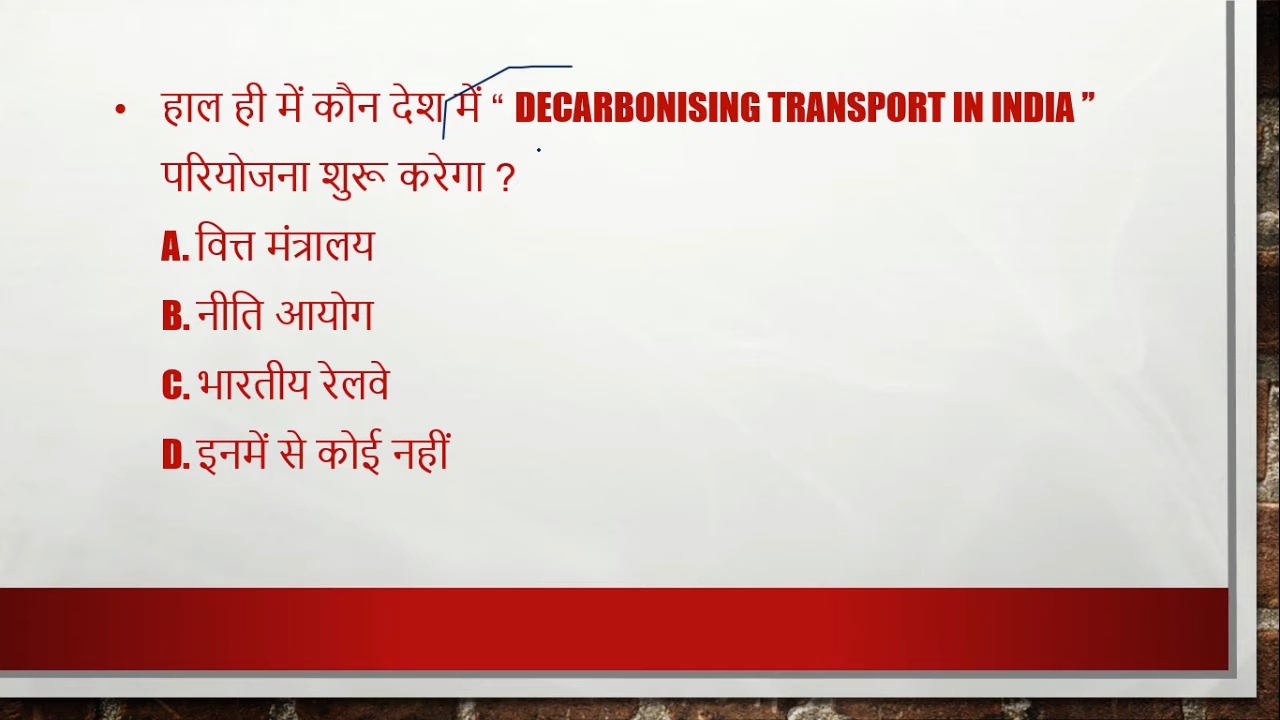 • हाल ही में कौन देश में “ DECARBONISING TRANSPORT IN INDIA ”
परियोजना शुरू करेगा ?
A. वित्त मंत्रालय
B. नीति आयोग
C. भारतीय रेलवे
D. इनमें से कोई नहीं